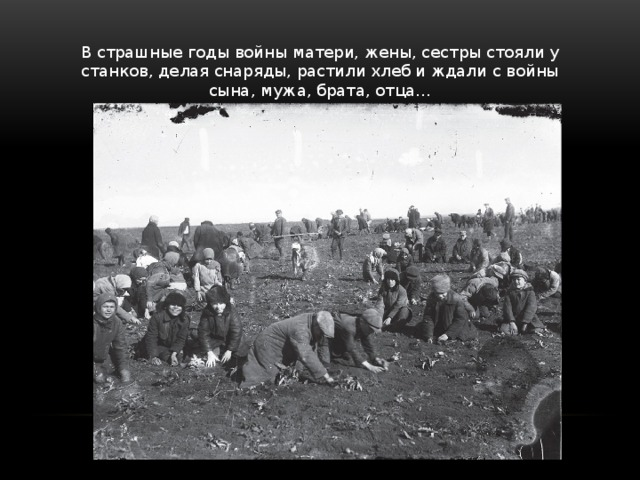 В страшные годы войны матери, жены, сестры стояли у
станков, делая снаряды, растили хлеб и ждали с войны
сына, мужа, брата, отца…